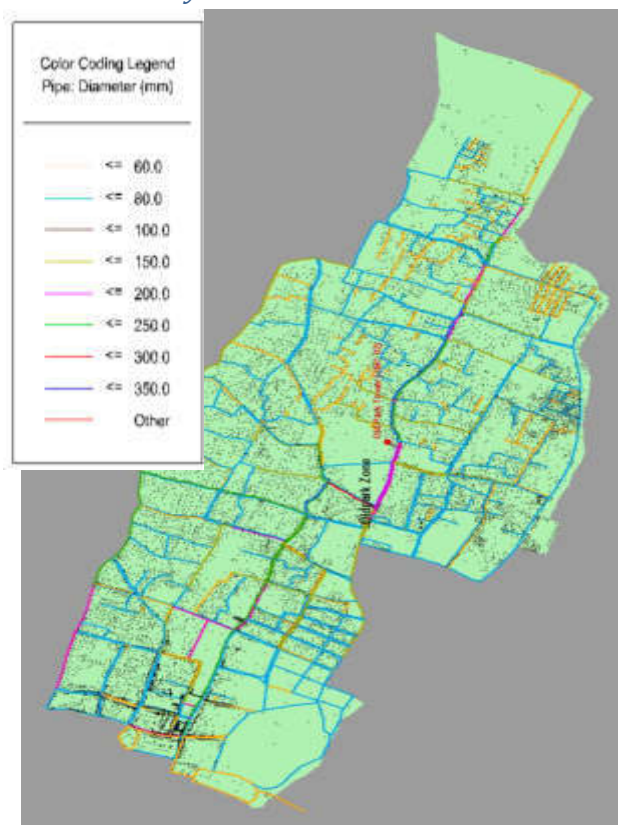 Color Coding Legend
Pipe: Diameter (mm)
<= 60.0
<= 80.0
<= 100.0
<= 150.0
<= 200.0
<= 250.0
<= 300.0
<= 350.0
Other
Oldpark Zone